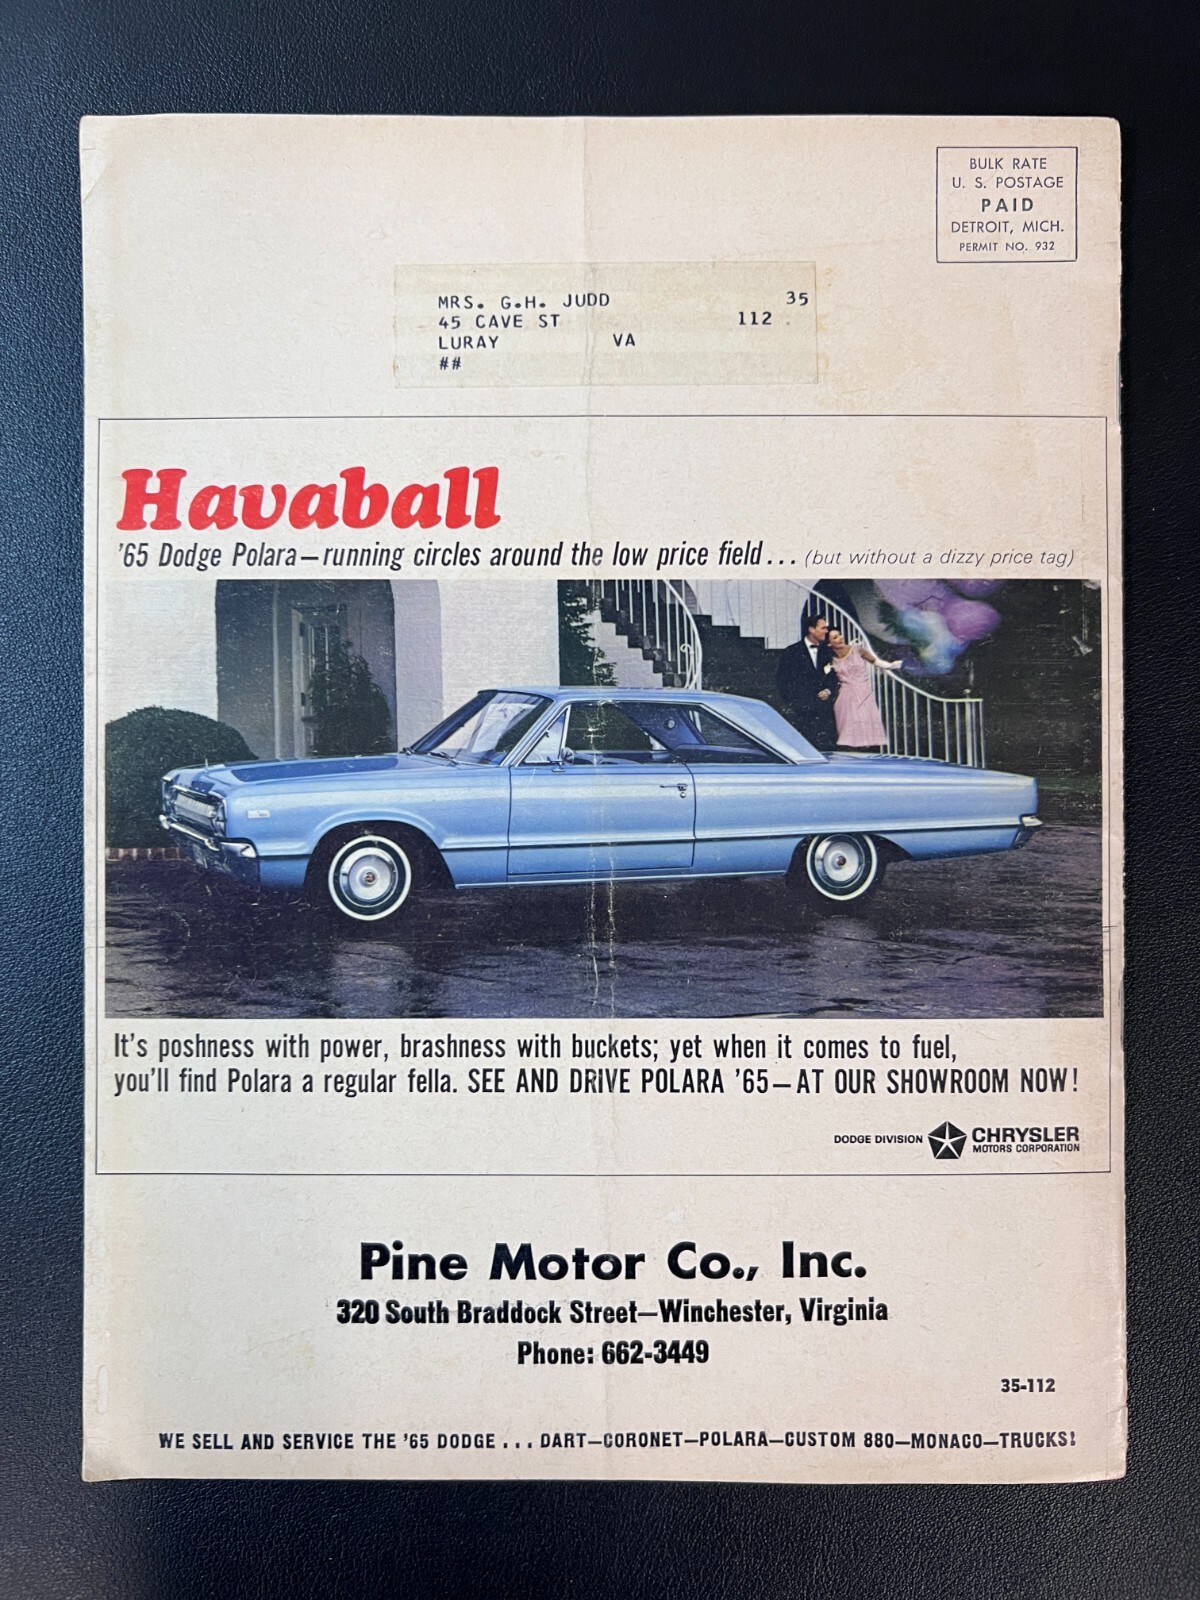 BULK RATE
U. S. POSTAGE
PAID
DETROIT, MICH.
PERMIT NO. 932
MRS. G.H. JUDD 35
45 CAVE ST 112
LURAY VA
##
Havaball
'65 Dodge Polara—running circles around the low price field... (but without a dizzy price tag)
It's poshness with power, brashness with buckets; yet when it comes to fuel,
you'll find Polara a regular fella. SEE AND DRIVE POLARA '65—AT OUR SHOWROOM NOW!
DODGE DIVISION CHRYSLER
MOTORS CORPORATION
Pine Motor Co., Inc.
320 South Braddock Street—Winchester, Virginia
Phone: 662-3449
35-112
WE SELL AND SERVICE THE '65 DODGE... DART—CORONET—POLARA—CUSTOM 880—MONACO—TRUCKS!